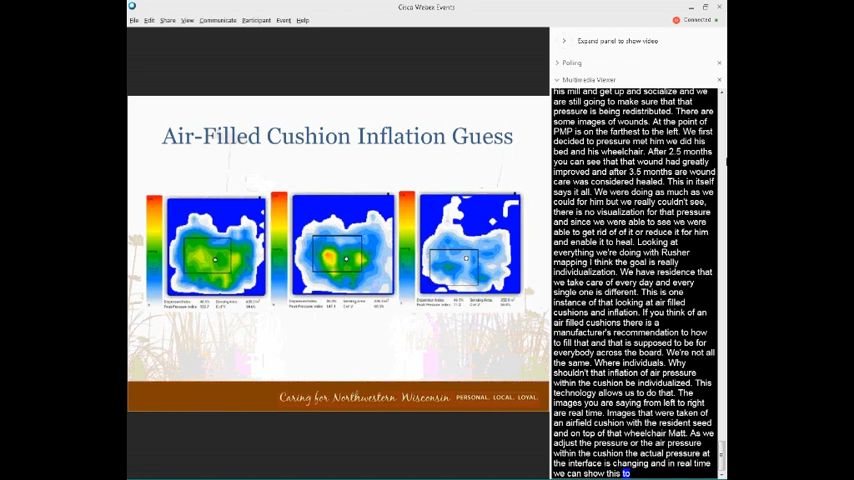 Cisco Webex Events
File Edit Share View Communicate Participant Event Help
Connected
Expand panel to show video
Polling
Multimedia Viewer
Air-Filled Cushion Inflation Guess
Caring for Northwestern Wisconsin PERSONAL. LOCAL. LOYAL.
his mill and get up and socialize and we
are still going to make sure that that
pressure is being redistributed. There are
some images of wounds. At the point of
PMP is on the farthest to the left. We first
decided to pressure met him we did his
bed and his wheelchair. After 2.5 months
you can see that that wound had greatly
improved and after 3.5 months are wound
care was considered healed. This in itself
says it all. We were doing as much as we
could for him but we really couldn't see,
there is no visualization for that pressure
and since we were able to see we were
able to get rid of of it or reduce it for him
and enable it to heal. Looking at
everything we're doing with Rusher
mapping I think the goal is really
individualization. We have residence that
we take care of every day and every
single one is different. This is one
instance of that looking at air filled
cushions and inflation. If you think of an
air filled cushions there is a
manufacturer's recommendation to how
to fill that and that is supposed to be for
everybody across the board. We're not all
the same. Where individuals. Why
shouldn't that inflation of air pressure
within the cushion be individualized. This
technology allows us to do that. The
images you are saying from left to right
are real time. Images that were taken of
an airfield cushion with the resident seed
and on top of that wheelchair Matt. As we
adjust the pressure or the air pressure
within the cushion the actual pressure at
the interface is changing and in real time
we can show this to